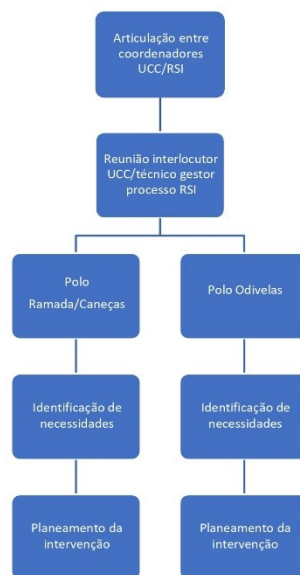 Articulação entre
coordenadores
UCC/RSI
Reunião interlocutor
UCC/técnico gestor
processo RSI
Polo
Ramada/Caneças
Polo Odivelas
Identificação de
necessidades
Identificação de
necessidades
Planeamento da
intervenção
Planeamento da
intervenção